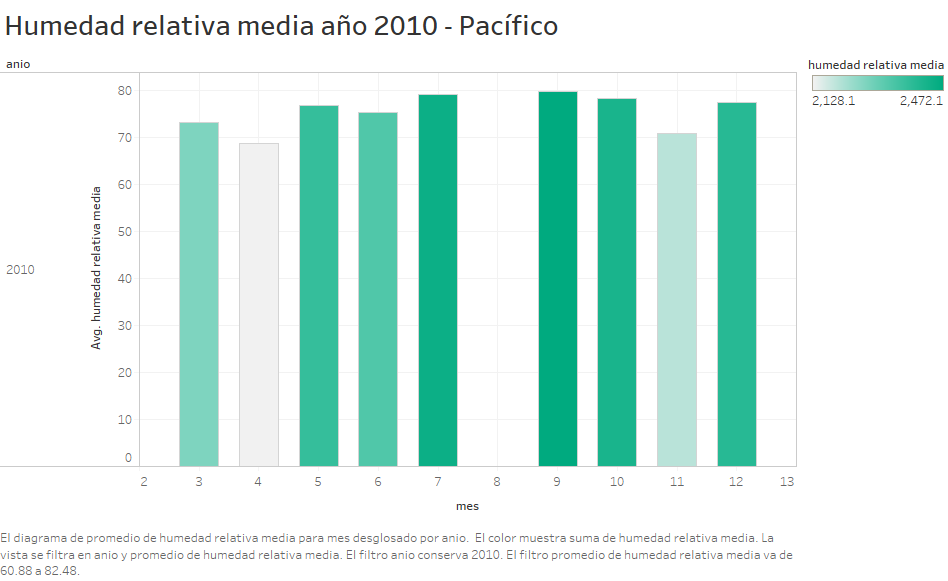 Humedad relativa media año 2010 - Pacífico
anio
humedad relativa media
2,128.1 2,472.1
2010
Avg. humedad relativa media
80
70
60
50
40
30
20
10
0
2 3 4 5 6 7 8 9 10 11 12 13
mes
El diagrama de promedio de humedad relativa media para mes desglosado por anio. El color muestra suma de humedad relativa media. La
vista se filtra en anio y promedio de humedad relativa media. El filtro anio conserva 2010. El filtro promedio de humedad relativa media va de
60.88 a 82.48.